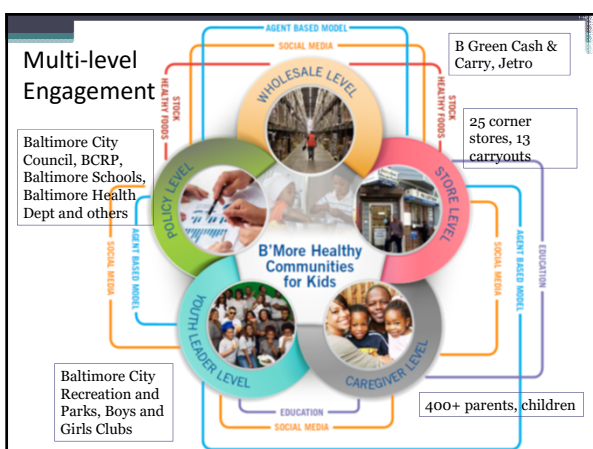 Multi-level
Engagement
AGENT BASED MODEL
SOCIAL MEDIA
B Green Cash &
Carry, Jetro
STOCK
HEALTHY FOODS
WHOLESALE LEVEL
STOCK
HEALTHY FOODS
25 corner
stores, 13
carryouts
Baltimore City
Council, BCRP,
Baltimore Schools,
Baltimore Health
Dept and others
POLICY LEVEL
STORE LEVEL
B'More Healthy
Communities
for Kids
SOCIAL MEDIA
AGENT BASED MODEL
SOCIAL MEDIA
AGENT BASED MODEL
EDUCATION
YOUTH LEADER LEVEL
CAREGIVER LEVEL
Baltimore City
Recreation and
Parks, Boys and
Girls Clubs
EDUCATION
SOCIAL MEDIA
400+ parents, children